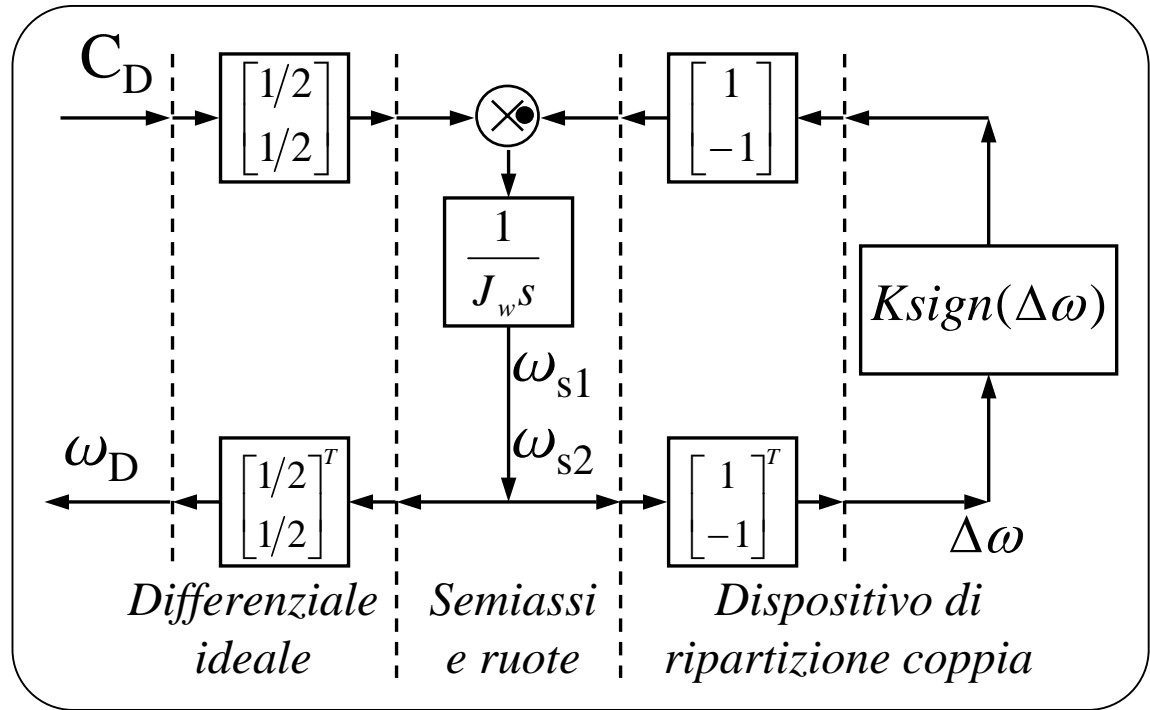 C_D
[1/2
1/2]
[1
−1]
1
J_w s
Ksign(Δω)
ω_s1
ω_s2
ω_D
[1/2
1/2]^T
[1
−1]^T
Δω
Differenziale
ideale
Semiassi
e ruote
Dispositivo di
ripartizione coppia